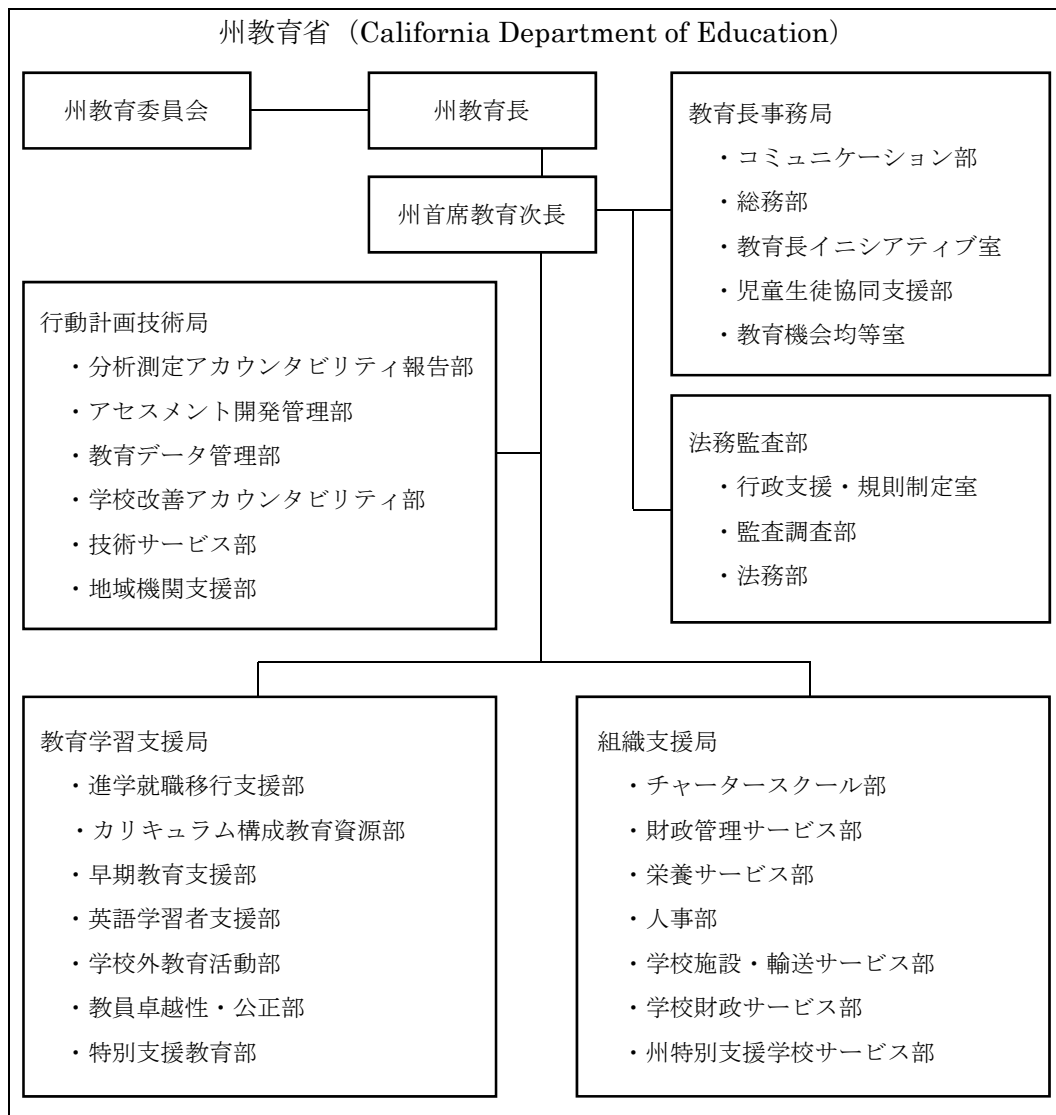 州教育省（California Department of Education）
州教育委員会
州教育長
州首席教育次長
教育長事務局
・コミュニケーション部
・総務部
・教育長イニシアティブ室
・児童生徒協同支援部
・教育機会均等室
行動計画技術局
・分析測定アカウンタビリティ報告部
・アセスメント開発管理部
・教育データ管理部
・学校改善アカウンタビリティ部
・技術サービス部
・地域機関支援部
法務監査部
・行政支援・規則制定室
・監査調査部
・法務部
教育学習支援局
・進学就職移行支援部
・カリキュラム構成教育資源部
・早期教育支援部
・英語学習者支援部
・学校外教育活動部
・教員卓越性・公正部
・特別支援教育部
組織支援局
・チャータースクール部
・財政管理サービス部
・栄養サービス部
・人事部
・学校施設・輸送サービス部
・学校財政サービス部
・州特別支援学校サービス部